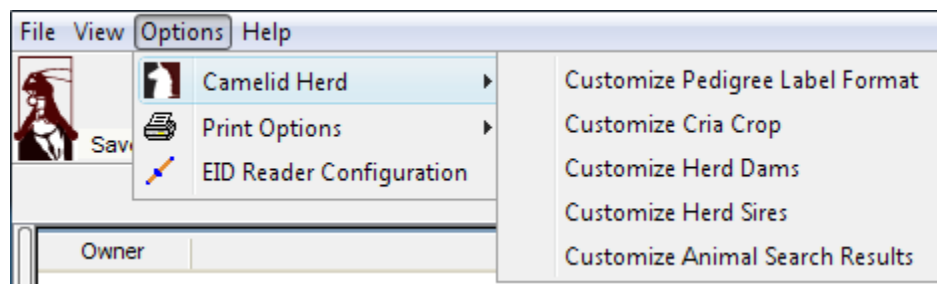 File View Options Help
Camelid Herd
Print Options
EID Reader Configuration
Customize Pedigree Label Format
Customize Cria Crop
Customize Herd Dams
Customize Herd Sires
Customize Animal Search Results
Owner